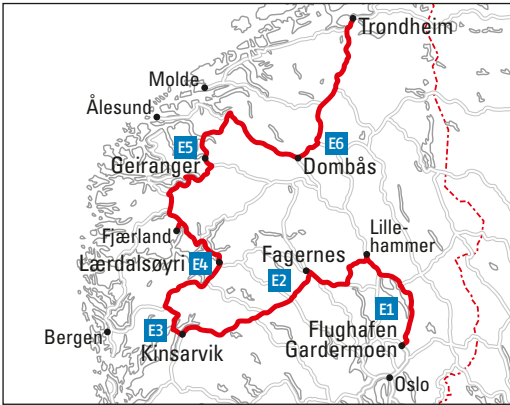 Trondheim
Molde
Ålesund
E5
E6
Geiranger
Dombås
Fjærland
Lille-
hammer
Lærdalsøyri
E4
Fagernes
E2
E1
E3
Flughafen
Bergen
Kinsarvik
Gardermoen
Oslo